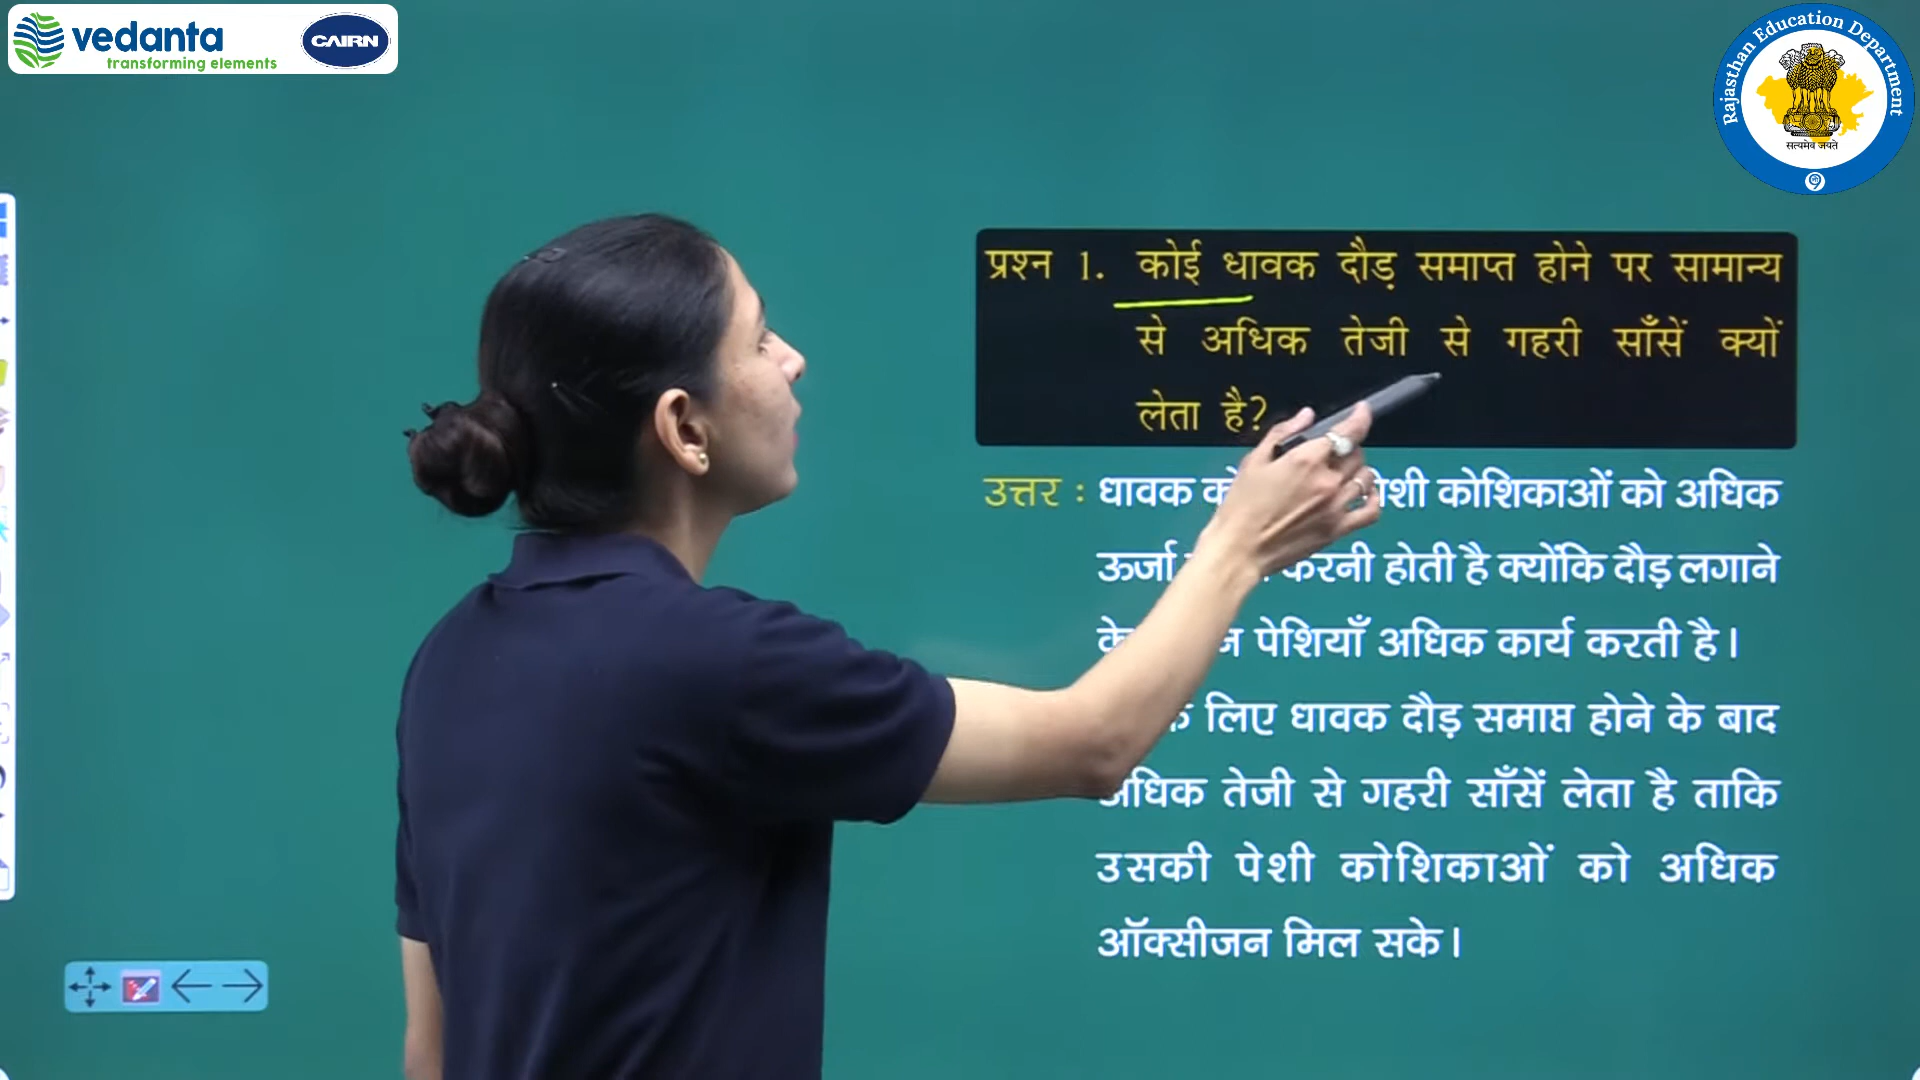 vedanta
transforming elements
CAIRN
Rajasthan Education Department
सत्यमेव जयते
प्रश्न 1. कोई धावक दौड़ समाप्त होने पर सामान्य
से अधिक तेजी से गहरी साँसें क्यों
लेता है?
उत्तर : धावक कोशिकाओं को अधिक
ऊर्जा करनी होती है क्योंकि दौड़ लगाने
पेशियाँ अधिक कार्य करती है।
लिए धावक दौड़ समाप्त होने के बाद
अधिक तेजी से गहरी साँसें लेता है ताकि
उसकी पेशी कोशिकाओं को अधिक
ऑक्सीजन मिल सके।